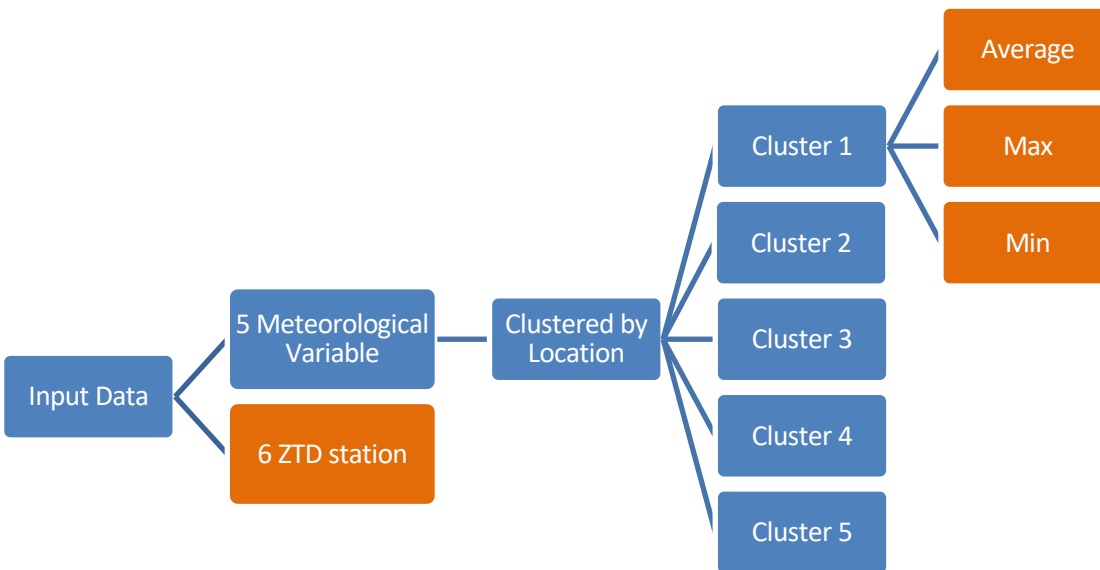 Input Data
5 Meteorological
Variable
6 ZTD station
Clustered by
Location
Cluster 1
Cluster 2
Cluster 3
Cluster 4
Cluster 5
Average
Max
Min